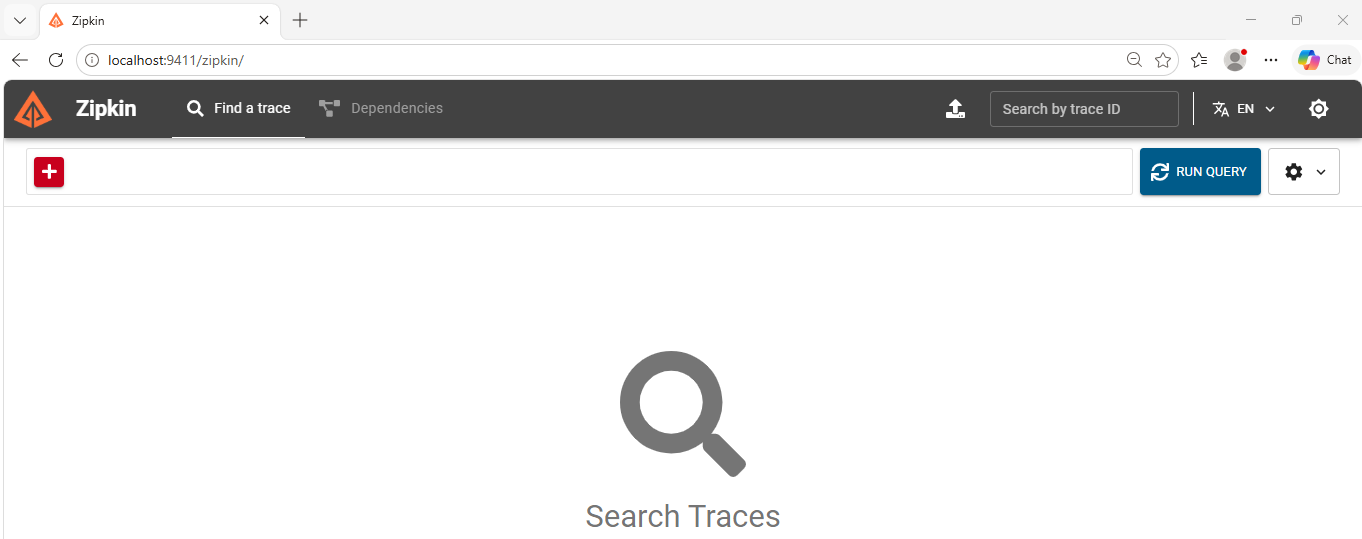 Zipkin
localhost:9411/zipkin/
Chat
Zipkin
Find a trace
Dependencies
Search by trace ID
EN
RUN QUERY
Search Traces